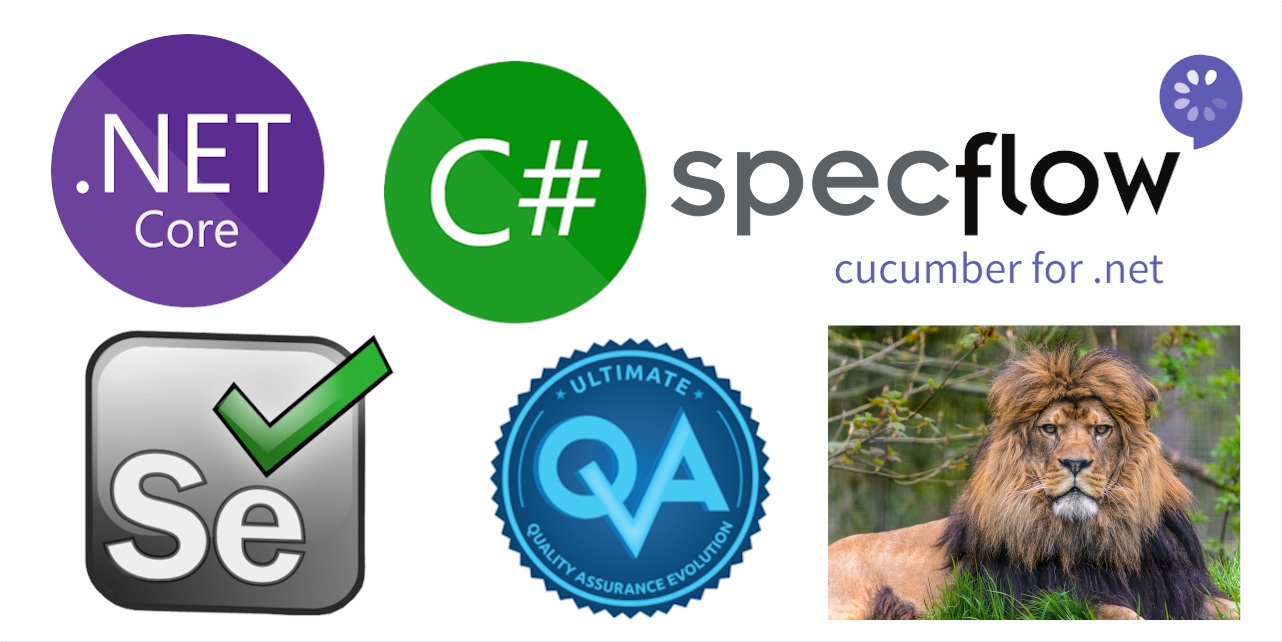 .NET
Core
C#
specflow
cucumber for .net
Se
ULTIMATE
QA
QUALITY ASSURANCE EVOLUTION